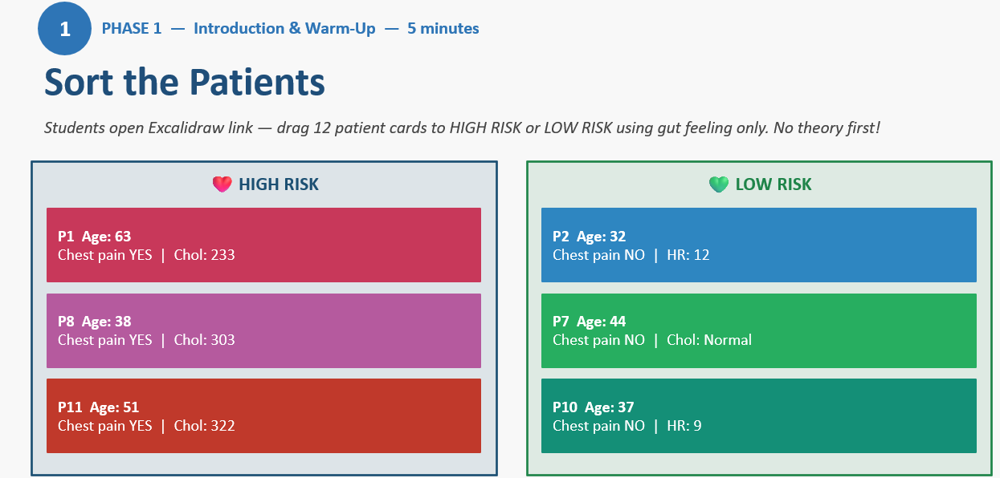 1
PHASE 1 — Introduction & Warm-Up — 5 minutes
Sort the Patients
Students open Excalidraw link — drag 12 patient cards to HIGH RISK or LOW RISK using gut feeling only. No theory first!
HIGH RISK
P1 Age: 63
Chest pain YES | Chol: 233
P8 Age: 38
Chest pain YES | Chol: 303
P11 Age: 51
Chest pain YES | Chol: 322
LOW RISK
P2 Age: 32
Chest pain NO | HR: 12
P7 Age: 44
Chest pain NO | Chol: Normal
P10 Age: 37
Chest pain NO | HR: 9